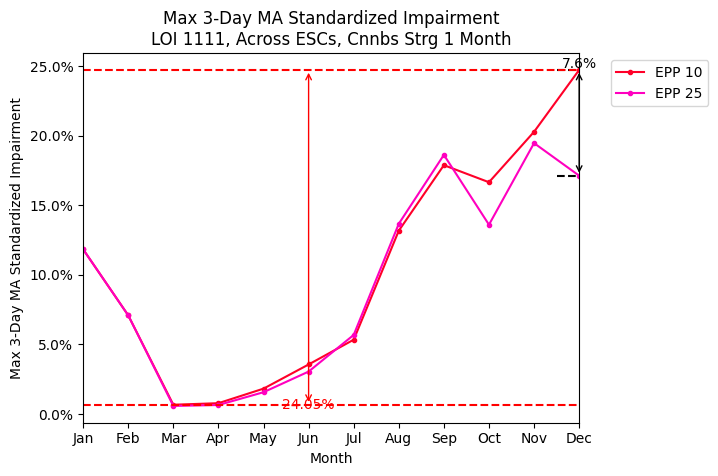 Max 3-Day MA Standardized Impairment
LOI 1111, Across ESCs, Cnnbs Strg 1 Month
7.6%
EPP 10
EPP 25
Max 3-Day MA Standardized Impairment
25.0%
20.0%
15.0%
10.0%
5.0%
0.0%
24.05%
Jan
Feb
Mar
Apr
May
Jun
Jul
Aug
Sep
Oct
Nov
Dec
Month